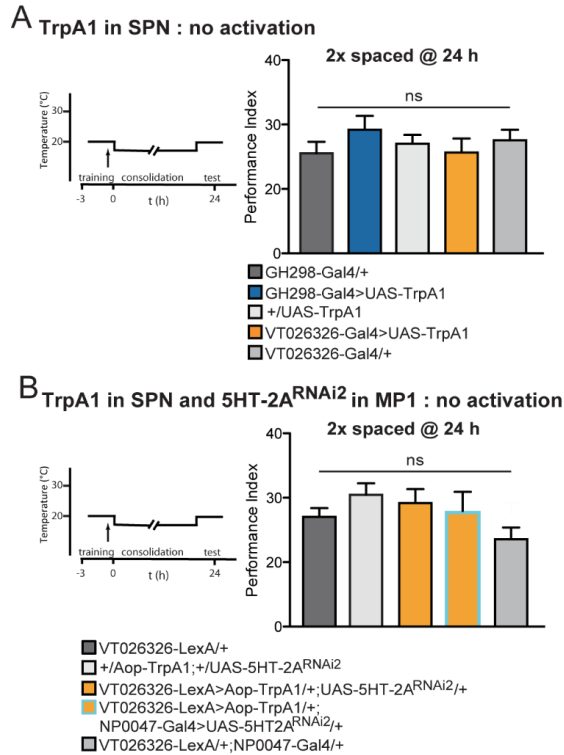 A TrpA1 in SPN : no activation
2x spaced @ 24 h
Temperature (°C)
30
20
training consolidation test
-3 0 t (h) 24
Performance Index
40
30
20
0
ns
GH298-Gal4/+
GH298-Gal4>UAS-TrpA1
+/UAS-TrpA1
VT026326-Gal4>UAS-TrpA1
VT026326-Gal4/+
B TrpA1 in SPN and 5HT-2A^RNAi2 in MP1 : no activation
2x spaced @ 24 h
Temperature (°C)
30
20
training consolidation test
-3 0 t (h) 24
Performance Index
40
30
20
0
ns
VT026326-LexA/+
+/Aop-TrpA1;+/UAS-5HT-2A^RNAi2
VT026326-LexA>Aop-TrpA1/+;UAS-5HT-2A^RNAi2/+
VT026326-LexA>Aop-TrpA1/+;
NP0047-Gal4>UAS-5HT2A^RNAi2/+
VT026326-LexA/+;NP0047-Gal4/+